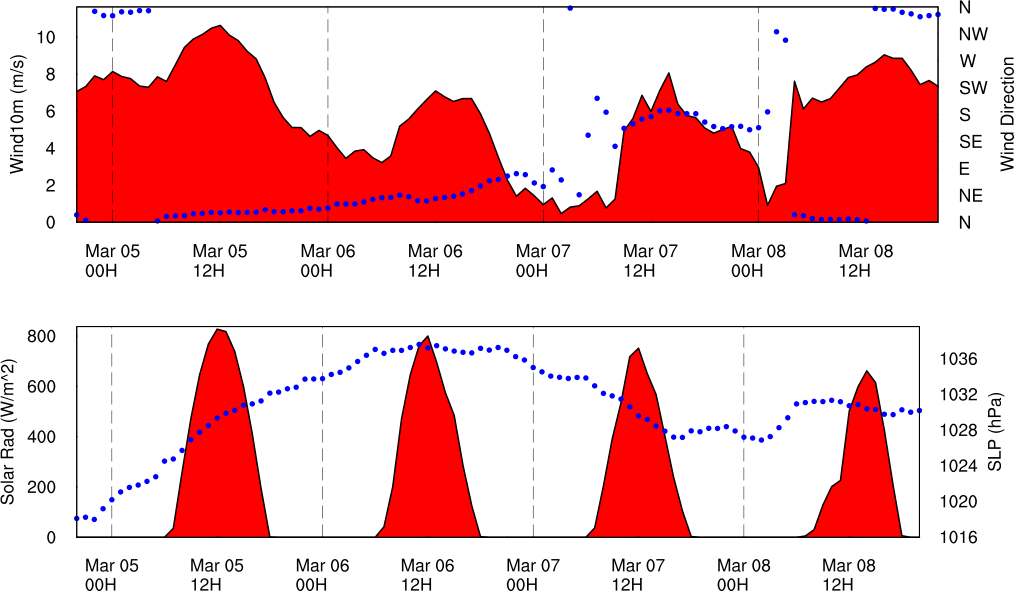 Wind10m (m/s)
10
8
6
4
2
0
N
NW
W
SW
S
SE
E
NE
N
Wind Direction
Mar 05 Mar 05 Mar 06 Mar 06 Mar 07 Mar 07 Mar 08 Mar 08
00H 12H 00H 12H 00H 12H 00H 12H
Solar Rad (W/m^2)
800
600
400
200
0
1036
1032
1028
1024
1020
1016
SLP (hPa)
Mar 05 Mar 05 Mar 06 Mar 06 Mar 07 Mar 07 Mar 08 Mar 08
00H 12H 00H 12H 00H 12H 00H 12H